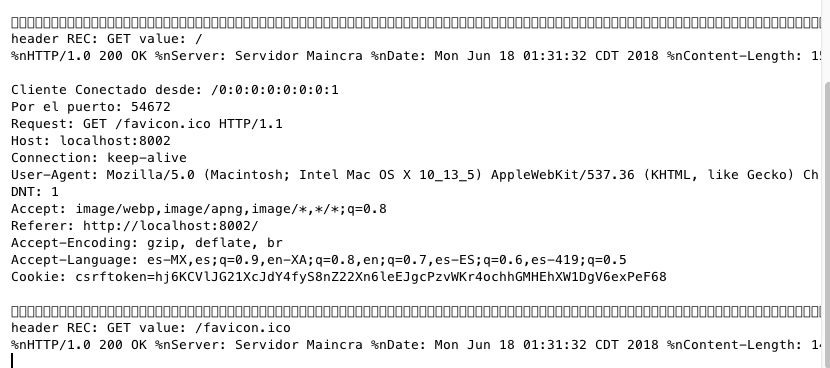 header REC: GET value: /
%nHTTP/1.0 200 OK %nServer: Servidor Maincra %nDate: Mon Jun 18 01:31:32 CDT 2018 %nContent-Length: 15
Cliente Conectado desde: /0:0:0:0:0:0:0:1
Por el puerto: 54672
Request: GET /favicon.ico HTTP/1.1
Host: localhost:8002
Connection: keep-alive
User-Agent: Mozilla/5.0 (Macintosh; Intel Mac OS X 10_13_5) AppleWebKit/537.36 (KHTML, like Gecko) Ch
DNT: 1
Accept: image/webp,image/apng,image/*,*/*;q=0.8
Referer: http://localhost:8002/
Accept-Encoding: gzip, deflate, br
Accept-Language: es-MX,es;q=0.9,en-XA;q=0.8,en;q=0.7,es-ES;q=0.6,es-419;q=0.5
Cookie: csrftoken=hj6KCVlJG21XcJdY4fyS8nZ22Xn6leEJgcPzvWKr4ochhGMHEhXW1DgV6exPeF68
header REC: GET value: /favicon.ico
%nHTTP/1.0 200 OK %nServer: Servidor Maincra %nDate: Mon Jun 18 01:31:32 CDT 2018 %nContent-Length: 14